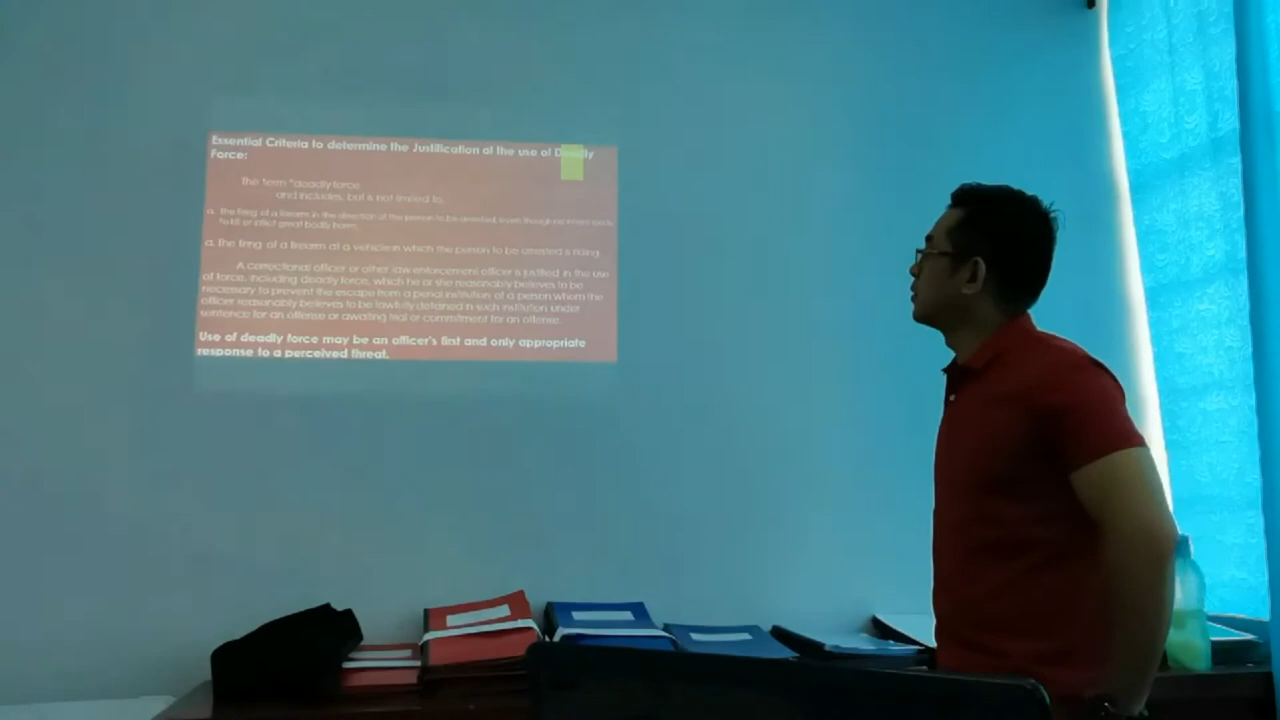 Essential Criteria to determine the Justification of the use of Deadly
Force:
the term "deadly force
and includes, but is not limited to:
a. the firing of a firearm in the direction of the person to be arrested, even though no intent exists
to kill or inflict great bodily harm;
a. the firing of a firearm at a vehicle in which the person to be arrested is riding.
A correctional officer or other law enforcement officer is justified in the use
of force, including deadly force, which he or she reasonably believes to be
necessary to prevent the escape from a penal institution of a person whom the
officer reasonably believes to be lawfully detained in such institution under
sentence for an offense or awaiting trial or commitment for an offense.
Use of deadly force may be an officer's first and only appropriate
response to a perceived threat.